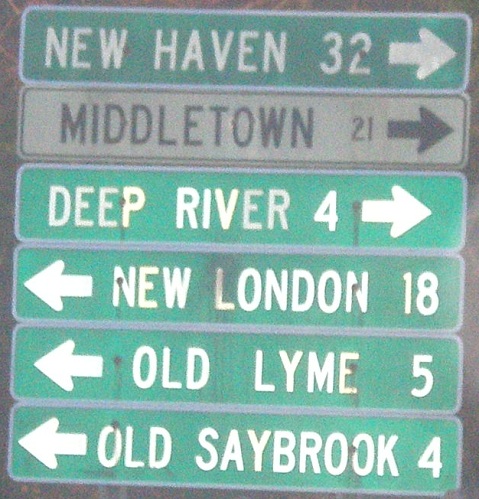 NEW HAVEN 32
MIDDLETOWN 21
DEEP RIVER 4
NEW LONDON 18
OLD LYME 5
OLD SAYBROOK 4